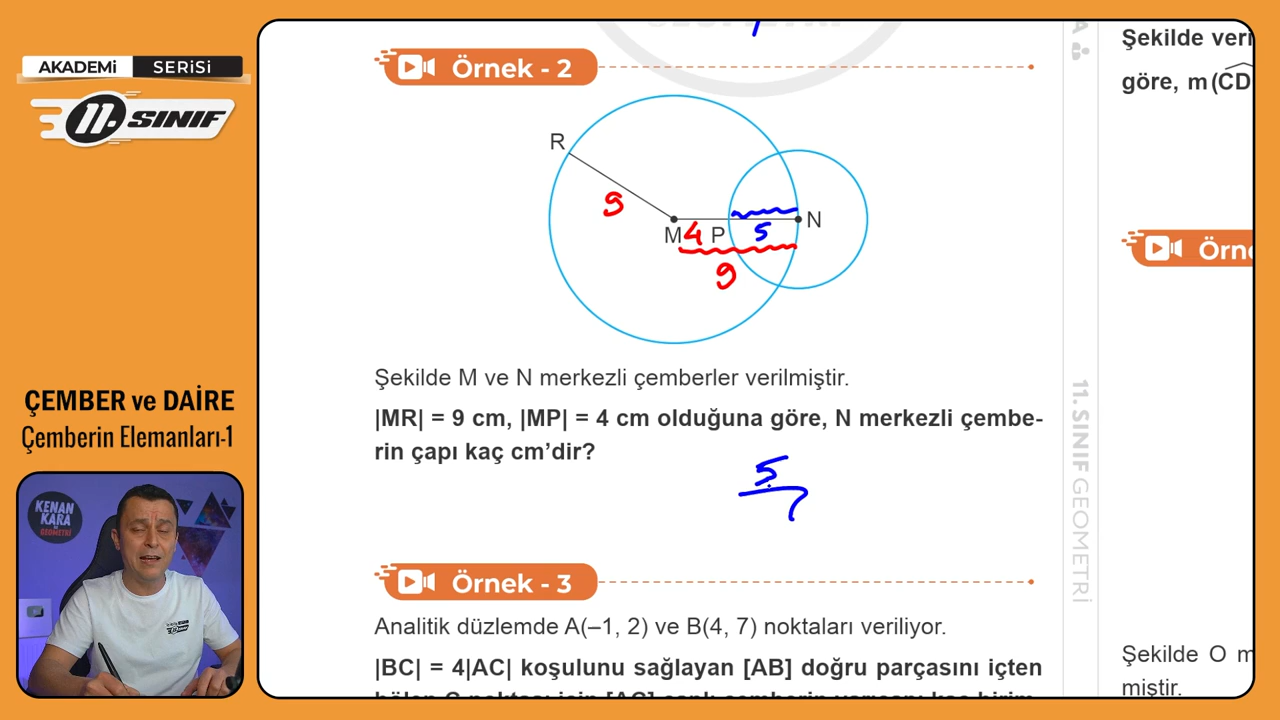 AKADEMİ SERİSİ
11. SINIF
ÇEMBER ve DAİRE
Çemberin Elemanları-1
KENAN
KARA
GEOMETRİ
Örnek - 2
R
9
M 4 P 5 N
9
Şekilde M ve N merkezli çemberler verilmiştir.
|MR| = 9 cm, |MP| = 4 cm olduğuna göre, N merkezli çembe-
rin çapı kaç cm'dir?
5
Örnek - 3
Analitik düzlemde A(–1, 2) ve B(4, 7) noktaları veriliyor.
|BC| = 4|AC| koşulunu sağlayan [AB] doğru parçasını içten
11. SINIF GEOMETRİ
Şekilde veri
göre, m(CD
Örne
Şekilde O m
miştir.